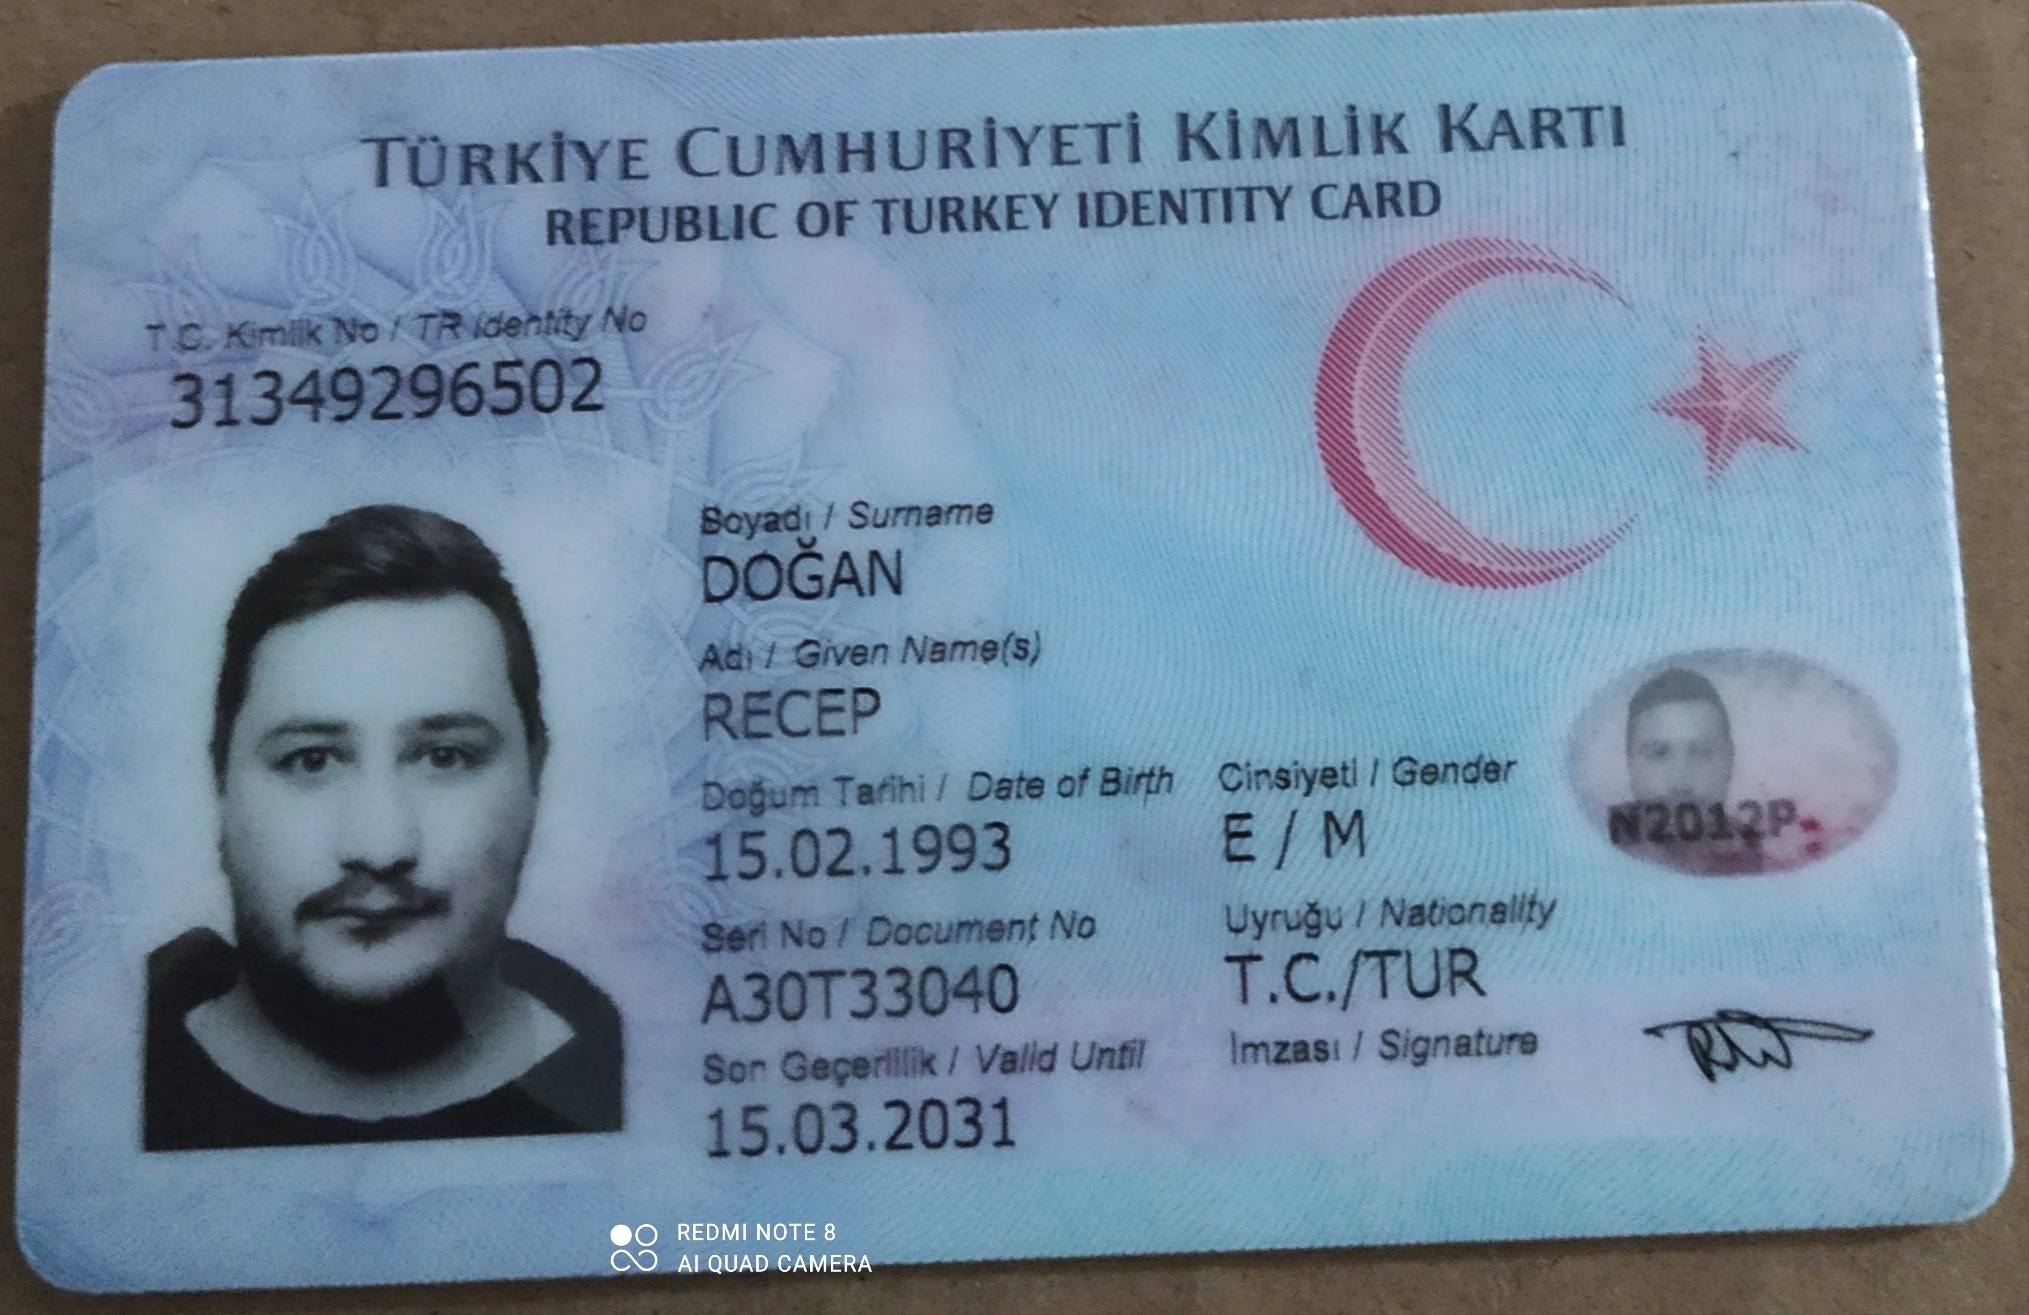 TÜRKİYE CUMHURİYETİ KİMLİK KARTI
REPUBLIC OF TURKEY IDENTITY CARD
T.C. Kimlik No / TR Identity No
31349296502
Soyadı / Surname
DOĞAN
Adı / Given Name(s)
RECEP
Doğum Tarihi / Date of Birth
15.02.1993
Cinsiyeti / Gender
E / M
N2012P
Seri No / Document No
A30T33040
Uyruğu / Nationality
T.C./TUR
Son Geçerlilik / Valid Until
15.03.2031
İmzası / Signature
REDMI NOTE 8
AI QUAD CAMERA